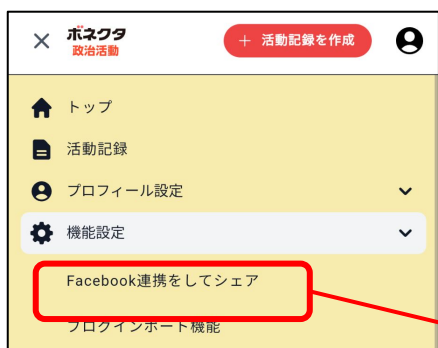 ボネクタ
政治活動
+ 活動記録を作成
トップ
活動記録
プロフィール設定
機能設定
Facebook連携をしてシェア
ブログインポート機能